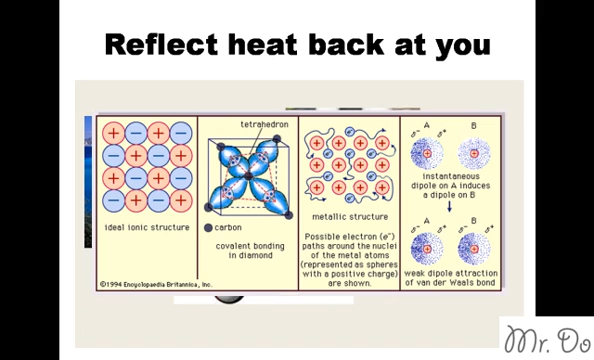 Reflect heat back at you
tetrahedron
ideal ionic structure
carbon
covalent bonding
in diamond
metallic structure
Possible electron (e⁻)
paths around the nuclei
of the metal atoms
(represented as spheres
with a positive charge)
are shown.
A B
instantaneous
dipole on A induces
a dipole on B
A B
weak dipole attraction
of van der Waals bond
©1994 Encyclopaedia Britannica, Inc.
Mr. Do